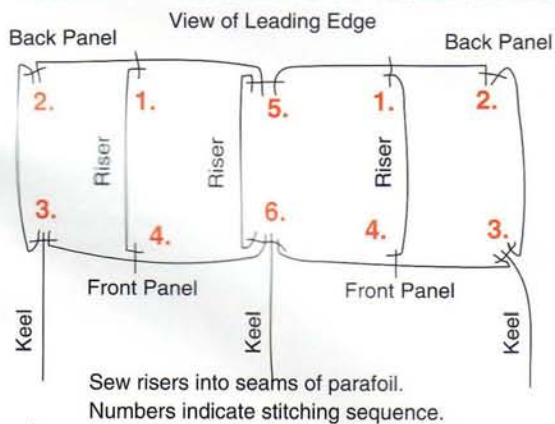 View of Leading Edge
Back Panel
Back Panel
2.
1.
5.
1.
2.
Riser
Riser
Riser
3.
4.
6.
4.
3.
Front Panel
Front Panel
Keel
Keel
Keel
Sew risers into seams of parafoil.
Numbers indicate stitching sequence.